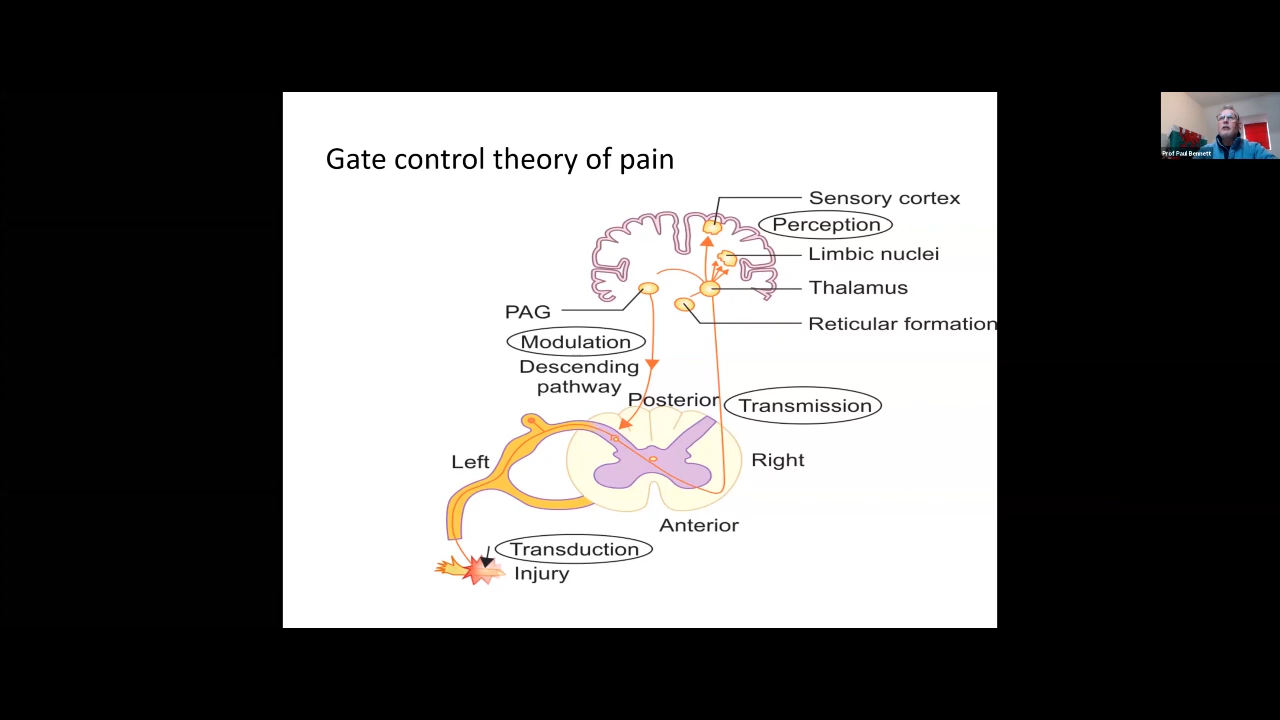 Gate control theory of pain
Sensory cortex
Perception
Limbic nuclei
Thalamus
PAG
Reticular formation
Modulation
Descending
pathway
Posterior
Transmission
Left
Right
Anterior
Transduction
Injury
Prof Paul Bennett